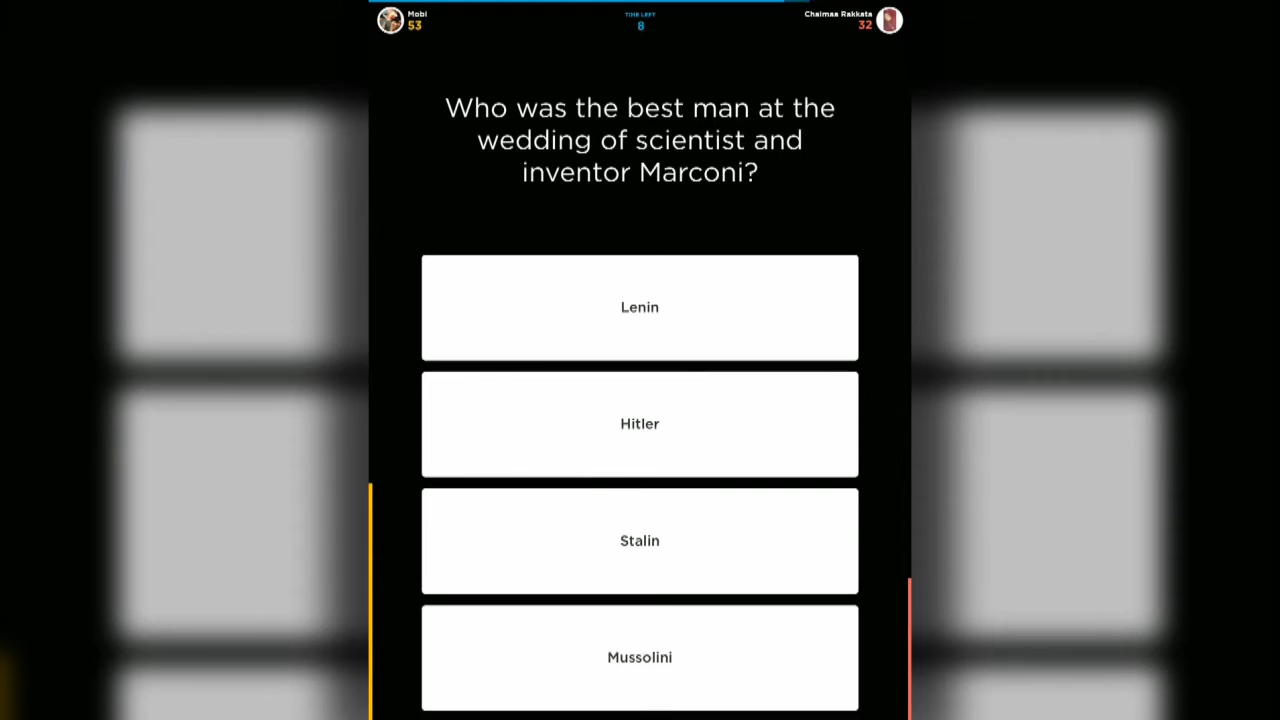 Mobi
53
TIME LEFT
8
Chaimaa Rakkata
32
Who was the best man at the
wedding of scientist and
inventor Marconi?
Lenin
Hitler
Stalin
Mussolini